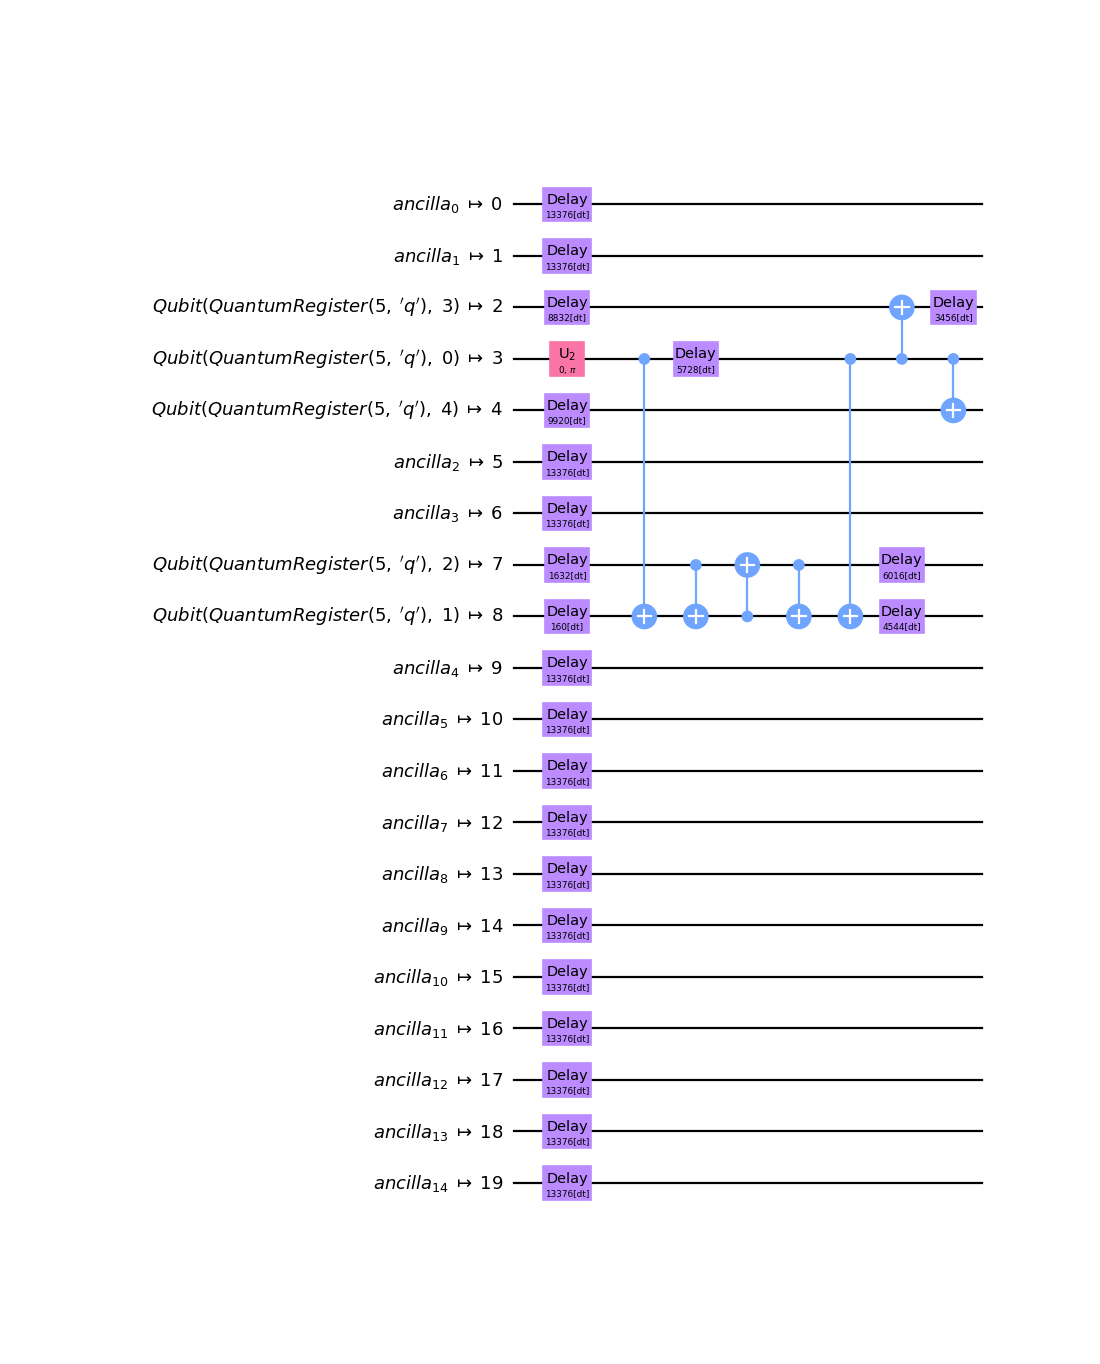 ancilla₀ ↦ 0 Delay 13376[dt]
ancilla₁ ↦ 1 Delay 13376[dt]
Qubit(QuantumRegister(5, 'q'), 3) ↦ 2 Delay 8832[dt] Delay 3456[dt]
Qubit(QuantumRegister(5, 'q'), 0) ↦ 3 U₂ 0, π Delay 5728[dt]
Qubit(QuantumRegister(5, 'q'), 4) ↦ 4 Delay 9920[dt]
ancilla₂ ↦ 5 Delay 13376[dt]
ancilla₃ ↦ 6 Delay 13376[dt]
Qubit(QuantumRegister(5, 'q'), 2) ↦ 7 Delay 1632[dt] Delay 6016[dt]
Qubit(QuantumRegister(5, 'q'), 1) ↦ 8 Delay 160[dt] Delay 4544[dt]
ancilla₄ ↦ 9 Delay 13376[dt]
ancilla₅ ↦ 10 Delay 13376[dt]
ancilla₆ ↦ 11 Delay 13376[dt]
ancilla₇ ↦ 12 Delay 13376[dt]
ancilla₈ ↦ 13 Delay 13376[dt]
ancilla₉ ↦ 14 Delay 13376[dt]
ancilla₁₀ ↦ 15 Delay 13376[dt]
ancilla₁₁ ↦ 16 Delay 13376[dt]
ancilla₁₂ ↦ 17 Delay 13376[dt]
ancilla₁₃ ↦ 18 Delay 13376[dt]
ancilla₁₄ ↦ 19 Delay 13376[dt]